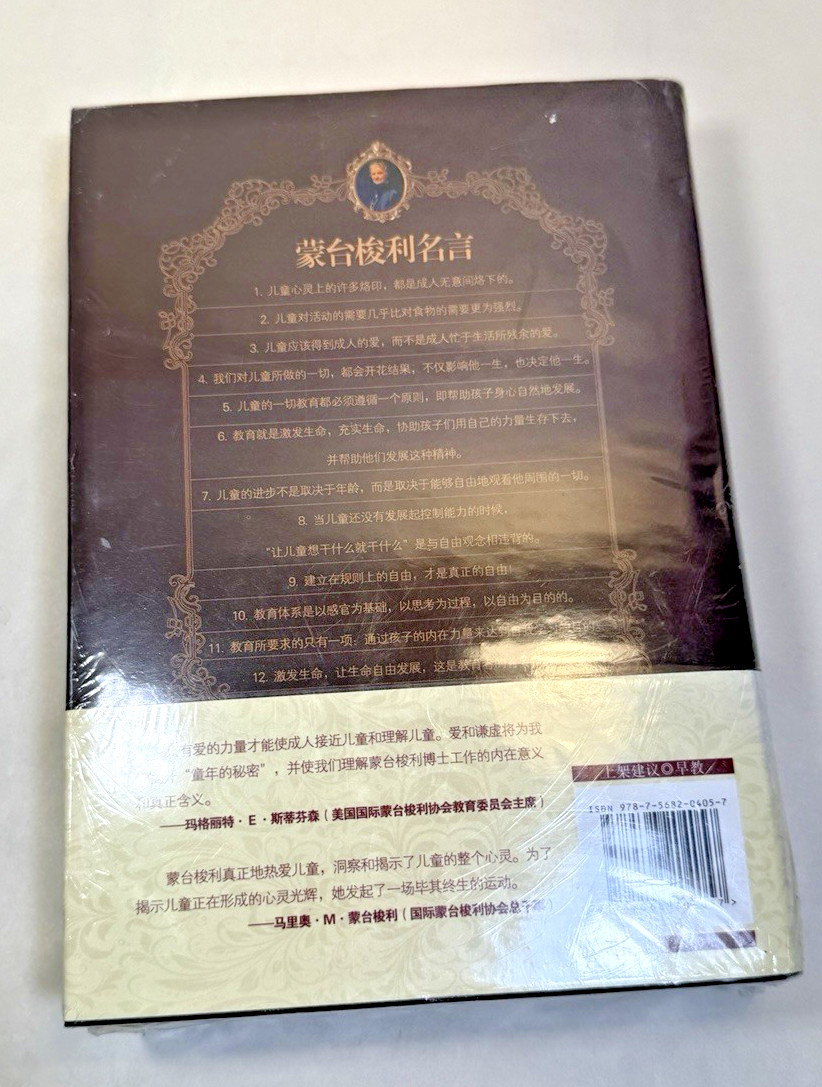 蒙台梭利名言
1. 儿童心灵上的许多烙印，都是成人无意间烙下的。
2. 儿童对活动的需要几乎比对食物的需要更为强烈。
3. 儿童应该得到成人的爱，而不是成人忙于生活所残余的爱。
4. 我们对儿童所做的一切，都会开花结果，不仅影响他一生，也决定他一生。
5. 儿童的一切教育都必须遵循一个原则，即帮助孩子身心自然地发展。
6. 教育就是激发生命，充实生命，协助孩子们用自己的力量生存下去，
并帮助他们发展这种精神。
7. 儿童的进步不是取决于年龄，而是取决于能够自由地观看他周围的一切。
8. 当儿童还没有发展起控制能力的时候，
“让儿童想干什么就干什么”是与自由观念相违背的。
9. 建立在规则上的自由，才是真正的自由！
10. 教育体系是以感官为基础，以思考为过程，以自由为目的的。
11. 教育所要求的只有一项：通过孩子的内在力量来达
12. 激发生命，让生命自由发展，这是教育
有爱的力量才能使成人接近儿童和理解儿童。爱和谦虚将为我
“童年的秘密”，并使我们理解蒙台梭利博士工作的内在意义
和真正含义。
——玛格丽特·E·斯蒂芬森（美国国际蒙台梭利协会教育委员会主席）
蒙台梭利真正地热爱儿童，洞察和揭示了儿童的整个心灵。为了
揭示儿童正在形成的心灵光辉，她发起了一场毕其终生的运动。
——马里奥·M·蒙台梭利（国际蒙台梭利协会总干事）
上架建议◎早教
ISBN 978-7-5682-0405-7